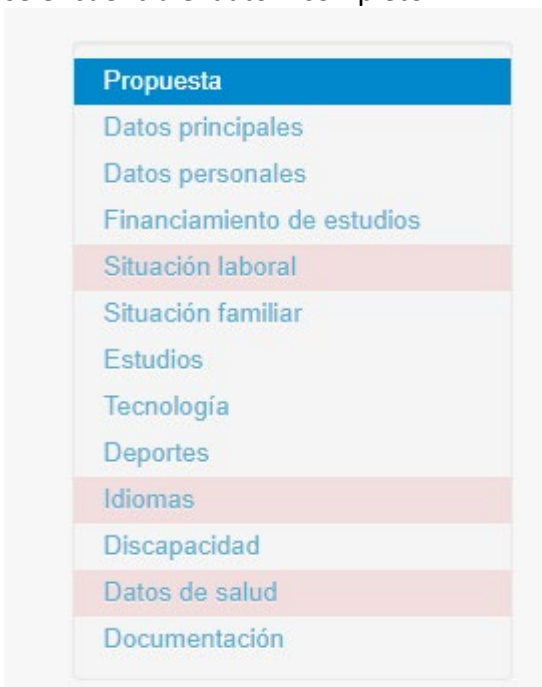 Propuesta
Datos principales
Datos personales
Financiamiento de estudios
Situación laboral
Situación familiar
Estudios
Tecnología
Deportes
Idiomas
Discapacidad
Datos de salud
Documentación